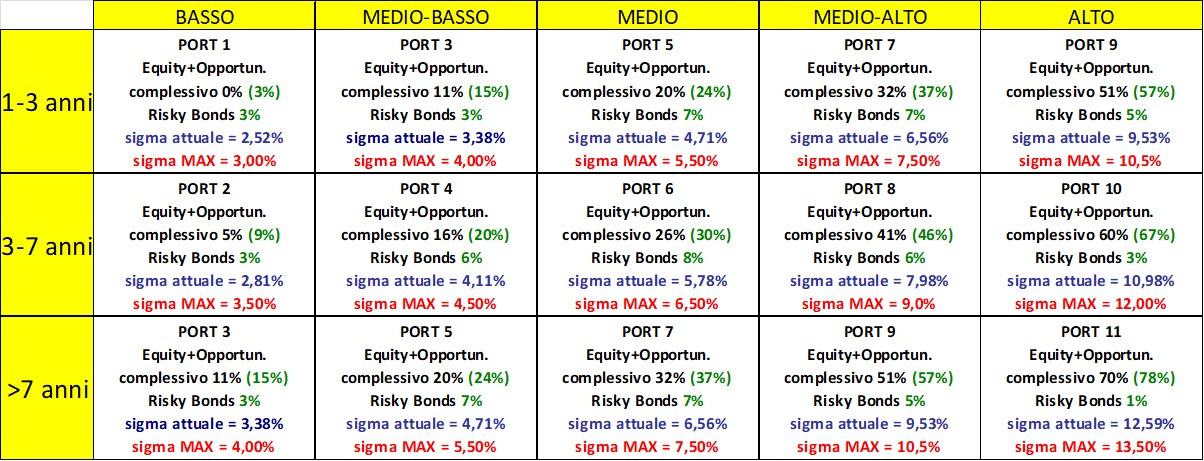 BASSO MEDIO-BASSO MEDIO MEDIO-ALTO ALTO
1-3 anni
PORT 1
Equity+Opportun.
complessivo 0% (3%)
Risky Bonds 3%
sigma attuale = 2,52%
sigma MAX = 3,00%
PORT 3
Equity+Opportun.
complessivo 11% (15%)
Risky Bonds 3%
sigma attuale = 3,38%
sigma MAX = 4,00%
PORT 5
Equity+Opportun.
complessivo 20% (24%)
Risky Bonds 7%
sigma attuale = 4,71%
sigma MAX = 5,50%
PORT 7
Equity+Opportun.
complessivo 32% (37%)
Risky Bonds 7%
sigma attuale = 6,56%
sigma MAX = 7,50%
PORT 9
Equity+Opportun.
complessivo 51% (57%)
Risky Bonds 5%
sigma attuale = 9,53%
sigma MAX = 10,5%
3-7 anni
PORT 2
Equity+Opportun.
complessivo 5% (9%)
Risky Bonds 3%
sigma attuale = 2,81%
sigma MAX = 3,50%
PORT 4
Equity+Opportun.
complessivo 16% (20%)
Risky Bonds 6%
sigma attuale = 4,11%
sigma MAX = 4,50%
PORT 6
Equity+Opportun.
complessivo 26% (30%)
Risky Bonds 8%
sigma attuale = 5,78%
sigma MAX = 6,50%
PORT 8
Equity+Opportun.
complessivo 41% (46%)
Risky Bonds 6%
sigma attuale = 7,98%
sigma MAX = 9,0%
PORT 10
Equity+Opportun.
complessivo 60% (67%)
Risky Bonds 3%
sigma attuale = 10,98%
sigma MAX = 12,00%
>7 anni
PORT 3
Equity+Opportun.
complessivo 11% (15%)
Risky Bonds 3%
sigma attuale = 3,38%
sigma MAX = 4,00%
PORT 5
Equity+Opportun.
complessivo 20% (24%)
Risky Bonds 7%
sigma attuale = 4,71%
sigma MAX = 5,50%
PORT 7
Equity+Opportun.
complessivo 32% (37%)
Risky Bonds 7%
sigma attuale = 6,56%
sigma MAX = 7,50%
PORT 9
Equity+Opportun.
complessivo 51% (57%)
Risky Bonds 5%
sigma attuale = 9,53%
sigma MAX = 10,5%
PORT 11
Equity+Opportun.
complessivo 70% (78%)
Risky Bonds 1%
sigma attuale = 12,59%
sigma MAX = 13,50%